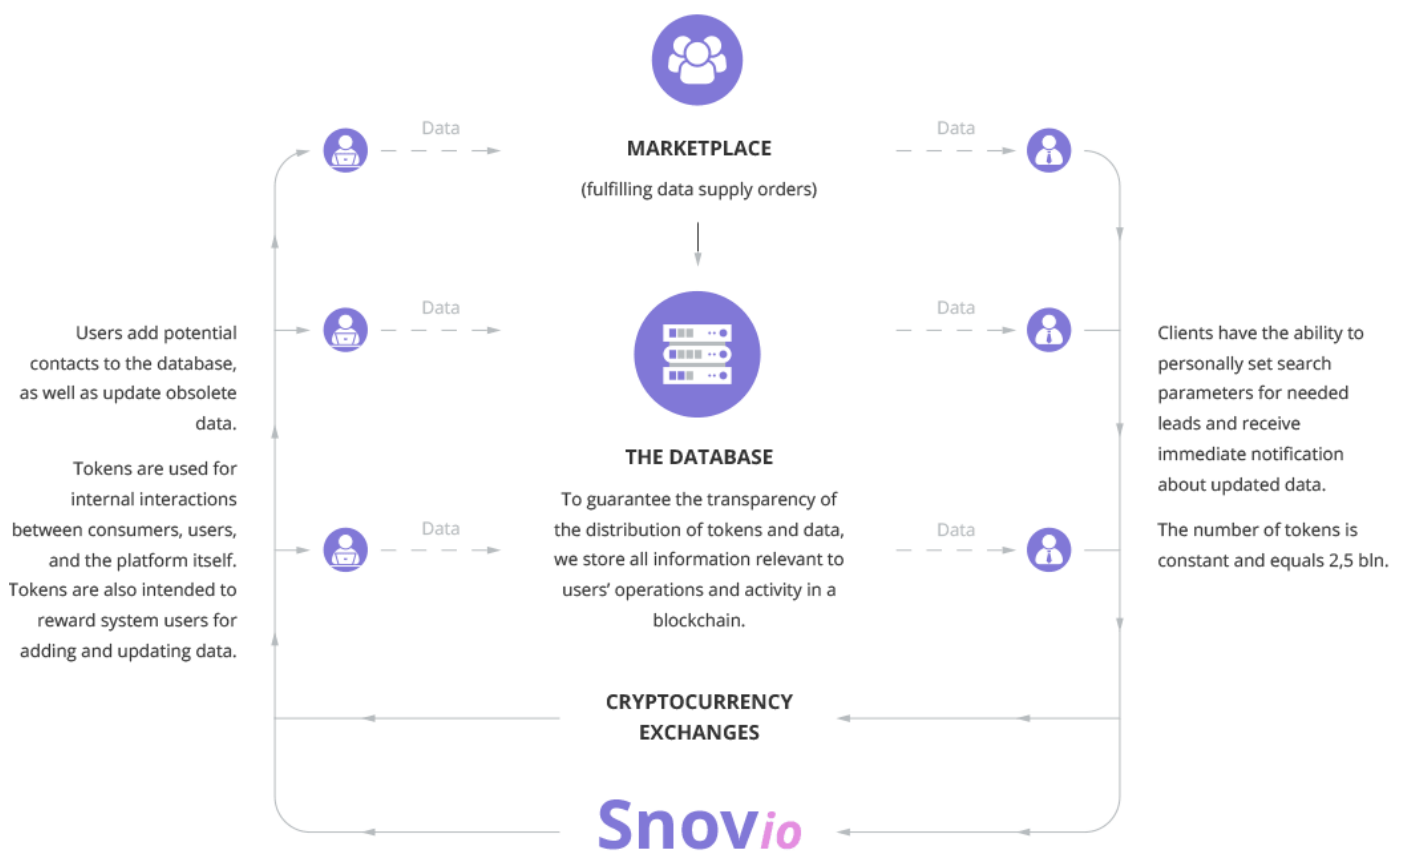 Data
Data
MARKETPLACE
(fulfilling data supply orders)
Data
Data
Users add potential
contacts to the database,
as well as update obsolete
data.
Tokens are used for
internal interactions
between consumers, users,
and the platform itself.
Tokens are also intended to
reward system users for
adding and updating data.
Clients have the ability to
personally set search
parameters for needed
leads and receive
immediate notification
about updated data.
The number of tokens is
constant and equals 2,5 bln.
THE DATABASE
To guarantee the transparency of
the distribution of tokens and data,
we store all information relevant to
users’ operations and activity in a
blockchain.
Data
Data
CRYPTOCURRENCY
EXCHANGES
Snovio